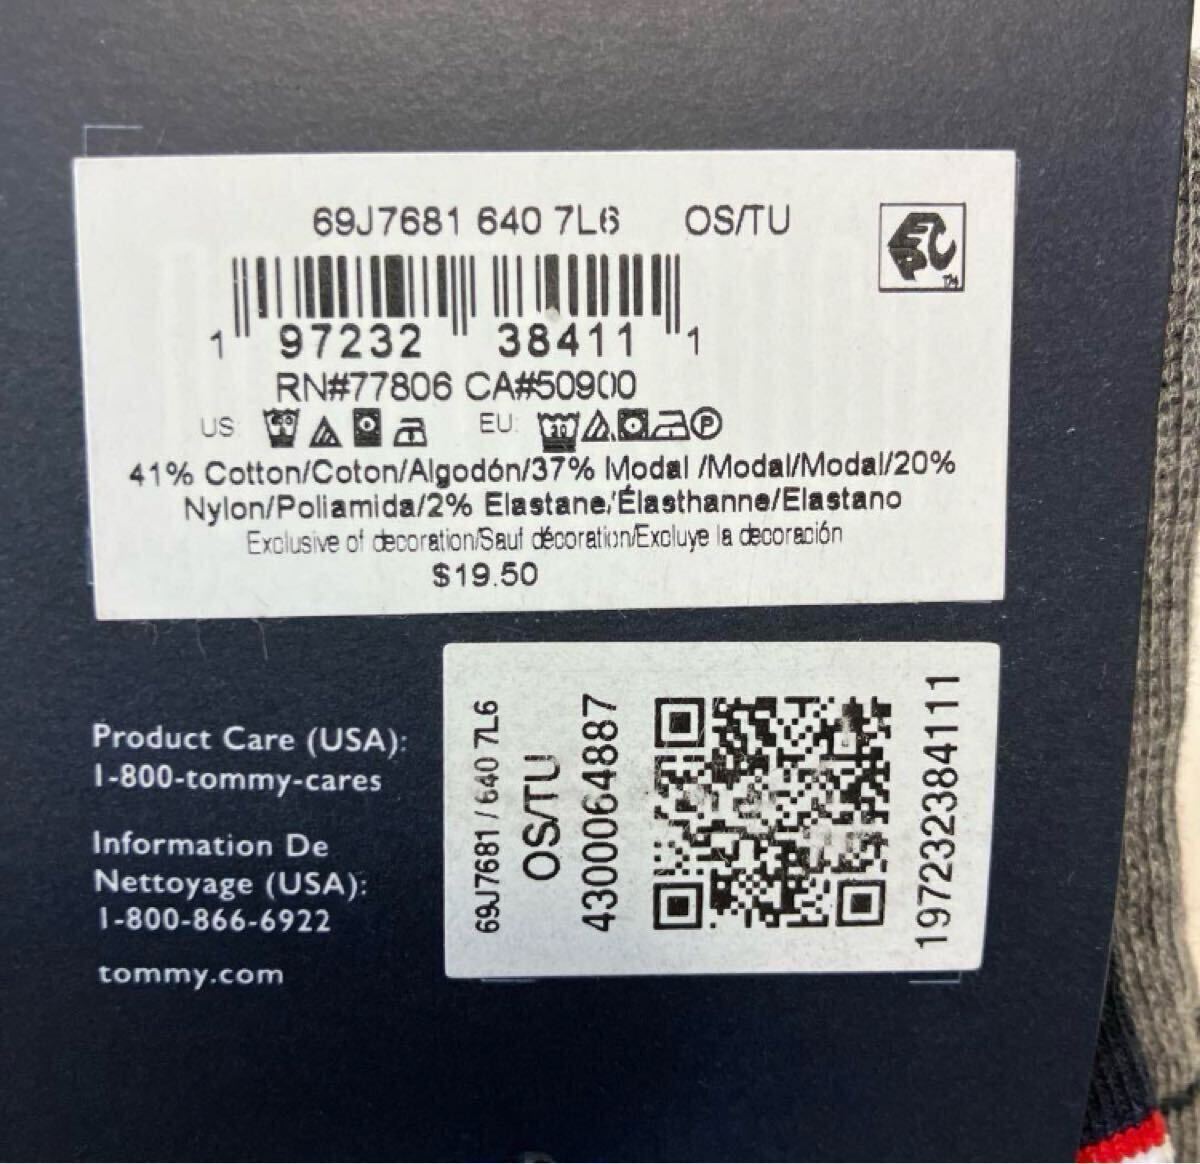 69J7681 640 7L6 OS/TU
EPC
1 97232 38411 1
RN#77806 CA#50900
US: EU:
41% Cotton/Coton/Algodón/37% Modal /Modal/Modal/20%
Nylon/Poliamida/2% Elastane/Élasthanne/Elastano
Exclusive of decoration/Sauf décoration/Excluye la decoración
$19.50
Product Care (USA):
1-800-tommy-cares
Information De
Nettoyage (USA):
1-800-866-6922
tommy.com
69J7681 / 640 7L6
OS/TU
4300064887
197232384111